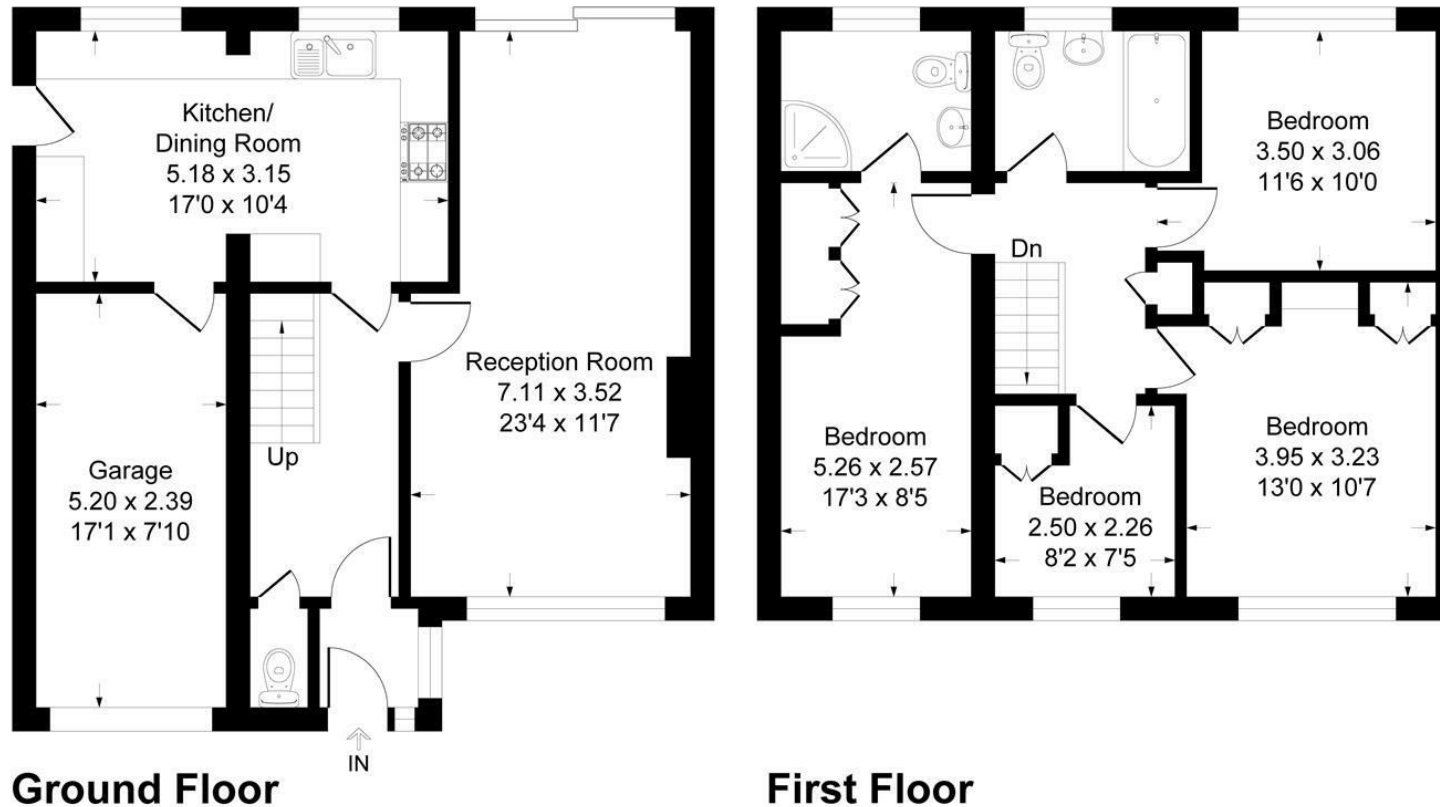 Kitchen/
Dining Room
5.18 x 3.15
17'0 x 10'4
Reception Room
7.11 x 3.52
23'4 x 11'7
Up
Garage
5.20 x 2.39
17'1 x 7'10
IN
Ground Floor
Bedroom
3.50 x 3.06
11'6 x 10'0
Dn
Bedroom
5.26 x 2.57
17'3 x 8'5
Bedroom
2.50 x 2.26
8'2 x 7'5
Bedroom
3.95 x 3.23
13'0 x 10'7
First Floor